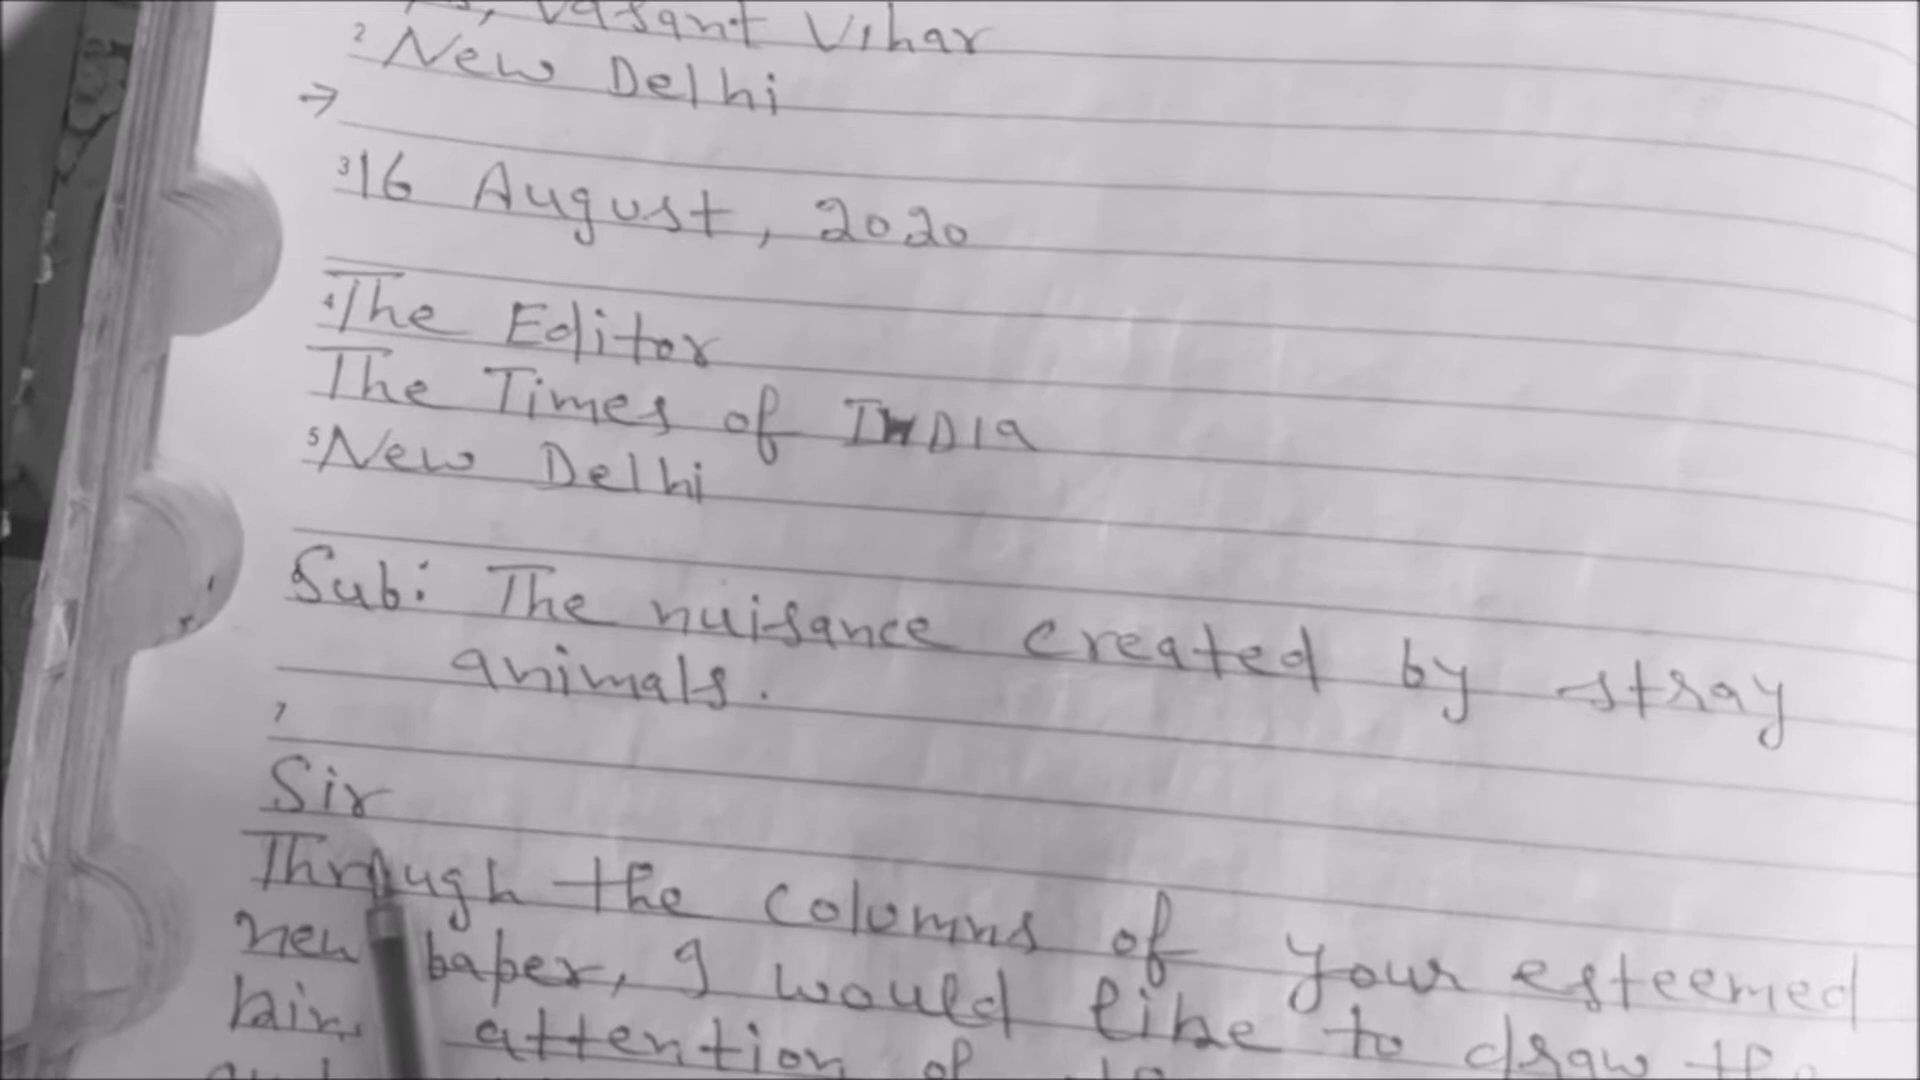 , Vasant Vihar
2 New Delhi
→
3 16 August, 2020
4 The Editor
The Times of INDIA
5 New Delhi
Sub: The nuisance created by stray
animals.
7
Sir
Through the columns of your esteemed
paper, I would like to draw the
attention of